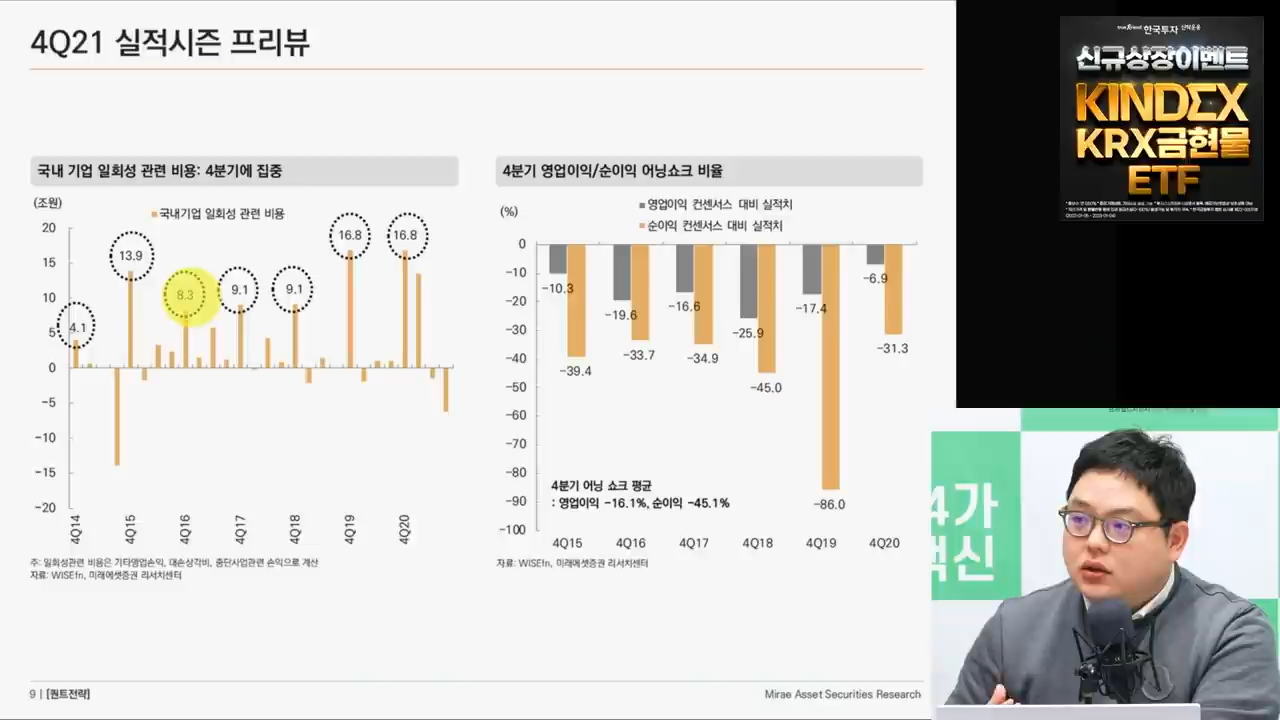 4Q21 실적시즌 프리뷰
국내 기업 일회성 관련 비용: 4분기에 집중
(조원)
국내기업 일회성 관련 비용
20
15
10
5
0
-5
-10
-15
-20
4.1
13.9
8.3
9.1
9.1
16.8
16.8
4Q14
4Q15
4Q16
4Q17
4Q18
4Q19
4Q20
주: 일회성관련 비용은 기타영업손익, 대손상각비, 중단사업관련 손익으로 계산
자료: WISEfn, 미래에셋증권 리서치센터
4분기 영업이익/순이익 어닝쇼크 비율
(%)
영업이익 컨센서스 대비 실적치
순이익 컨센서스 대비 실적치
0
-10
-20
-30
-40
-50
-60
-70
-80
-90
-100
-10.3
-39.4
-19.6
-33.7
-16.6
-34.9
-25.9
-45.0
-17.4
-86.0
-6.9
-31.3
4분기 어닝 쇼크 평균
: 영업이익 -16.1%, 순이익 -45.1%
4Q15
4Q16
4Q17
4Q18
4Q19
4Q20
자료: WISEfn, 미래에셋증권 리서치센터
9 | [퀀트전략]
Mirae Asset Securities Research
한국투자
신규상장이벤트
KINDEX
KRX금현물
ETF
4가
혁신